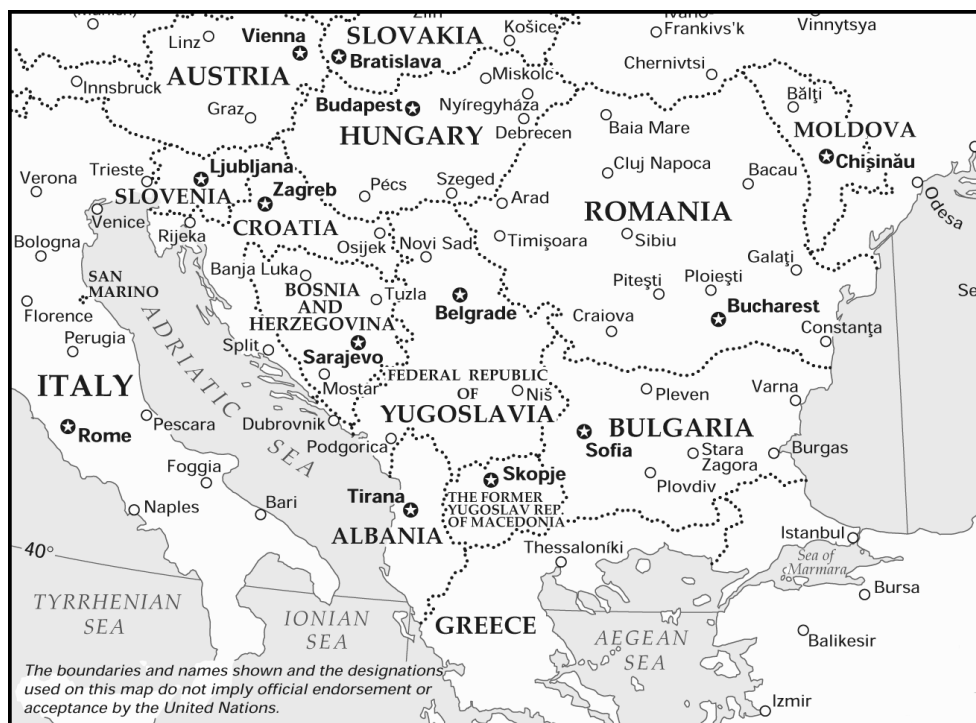 (Munich)
Linz
Vienna
SLOVAKIA
Zlín
Košice
Ivano-
Frankivs'k
Vinnytsya
Bratislava
AUSTRIA
Innsbruck
Miskolc
Chernivtsi
Graz
Budapest
Nyíregyháza
HUNGARY
Debrecen
Baia Mare
Bălţi
MOLDOVA
Chişinău
Trieste
Ljubljana
Cluj Napoca
Bacau
Verona
SLOVENIA
Zagreb
Pécs
Szeged
Arad
ROMANIA
Odesa
Venice
Rijeka
CROATIA
Osijek
Novi Sad
Timişoara
Sibiu
Bologna
Banja Luka
Galaţi
SAN
MARINO
BOSNIA
AND
HERZEGOVINA
Tuzla
Belgrade
Piteşti
Ploieşti
Bucharest
Se
Florence
Craiova
Constanţa
Perugia
ADRIATIC
SEA
Split
Sarajevo
Mostar
FEDERAL REPUBLIC
OF
YUGOSLAVIA
Niš
Pleven
Varna
ITALY
Rome
Pescara
Dubrovnik
Podgorica
BULGARIA
Sofia
Stara
Zagora
Burgas
Foggia
Skopje
Plovdiv
Naples
Bari
Tirana
THE FORMER
YUGOSLAV REP.
OF MACEDONIA
ALBANIA
Istanbul
40°
Thessaloníki
Sea of
Marmara
Bursa
TYRRHENIAN
SEA
IONIAN
SEA
GREECE
AEGEAN
SEA
Balikesir
The boundaries and names shown and the designations
used on this map do not imply official endorsement or
acceptance by the United Nations.
Izmir